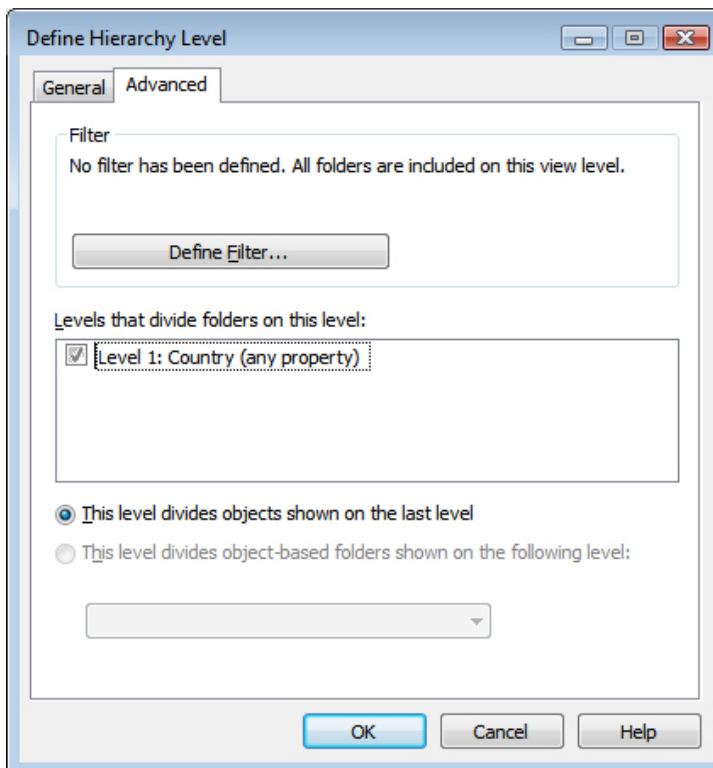 Define Hierarchy Level
General
Advanced
Filter
No filter has been defined. All folders are included on this view level.
Define Filter...
Levels that divide folders on this level:
Level 1: Country (any property)
This level divides objects shown on the last level
This level divides object-based folders shown on the following level:
OK
Cancel
Help